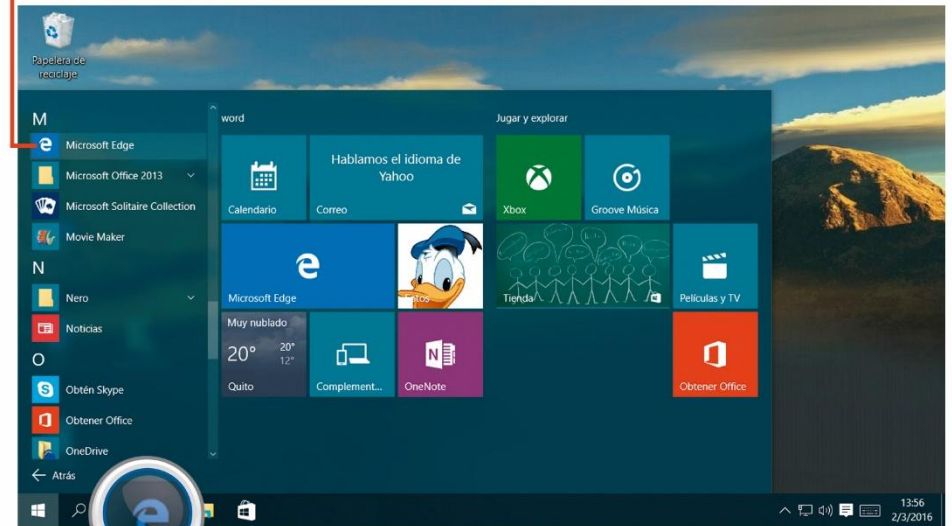 Papelera de
reciclaje
M
Microsoft Edge
Microsoft Office 2013
Microsoft Solitaire Collection
Movie Maker
N
Nero
Noticias
O
Obtén Skype
Obtener Office
OneDrive
Atrás
word
Calendario
Hablamos el idioma de
Yahoo
Correo
Microsoft Edge
Fotos
Muy nublado
20°
20°
12°
Quito
Complement...
N
OneNote
Jugar y explorar
Xbox
Groove Música
Tienda
Películas y TV
Obtener Office
13:56
2/3/2016